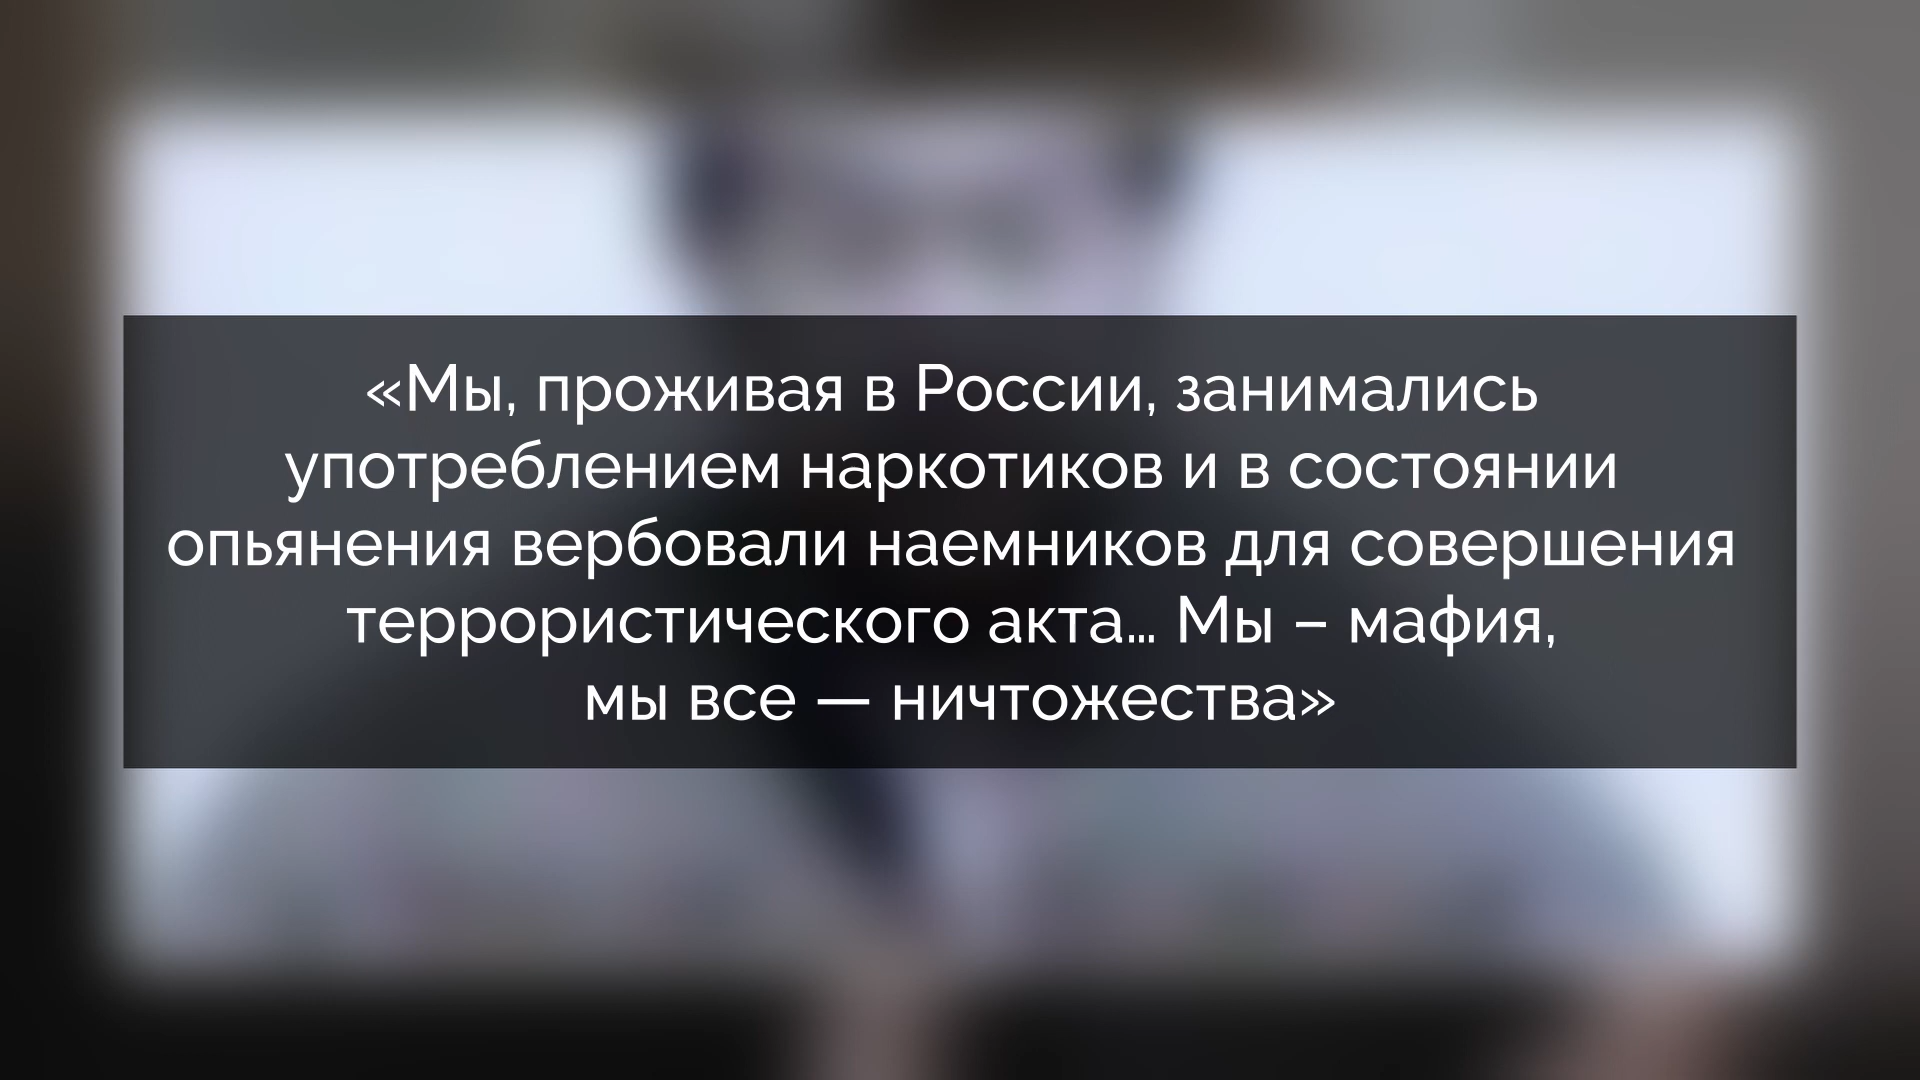 «Мы, проживая в России, занимались
употреблением наркотиков и в состоянии
опьянения вербовали наемников для совершения
террористического акта... Мы – мафия,
мы все — ничтожества»